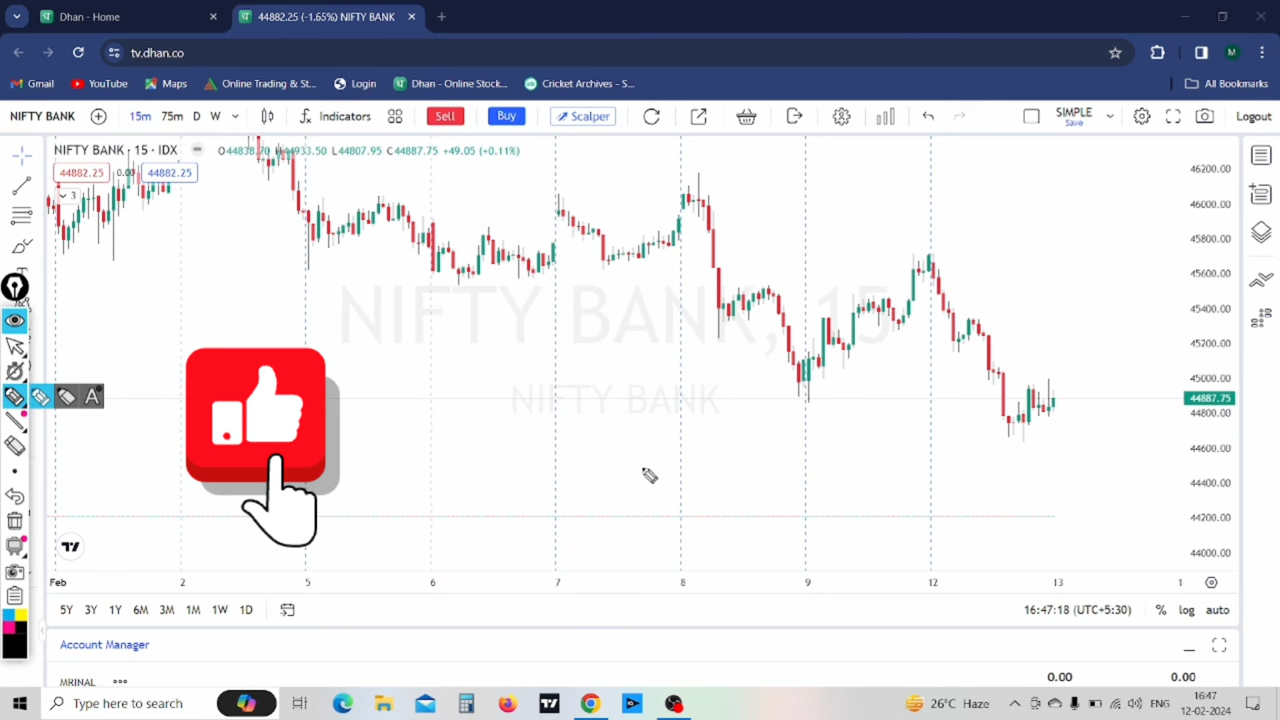 Dhan - Home
44882.25 (-1.65%) NIFTY BANK
tv.dhan.co
M
Gmail
YouTube
Maps
Online Trading & St...
Login
Dhan - Online Stock...
Cricket Archives - S...
All Bookmarks
NIFTY BANK
15m 75m D W
Indicators
Sell
Buy
Scalper
SIMPLE
Save
Logout
NIFTY BANK · 15 · IDX
O44838.70 H44933.50 L44807.95 C44887.75 +49.05 (+0.11%)
44882.25 0.00 44882.25
3
NIFTY BANK, 15
NIFTY BANK
46200.00
46000.00
45800.00
45600.00
45400.00
45200.00
45000.00
44887.75
44800.00
44600.00
44400.00
44200.00
44000.00
A
Feb 2 5 6 7 8 9 12 13 1
5Y 3Y 1Y 6M 3M 1M 1W 1D
16:47:18 (UTC+5:30) % log auto
Account Manager
MRINAL 0.00 0.00
Type here to search
26°C Haze
ENG
16:47
12-02-2024